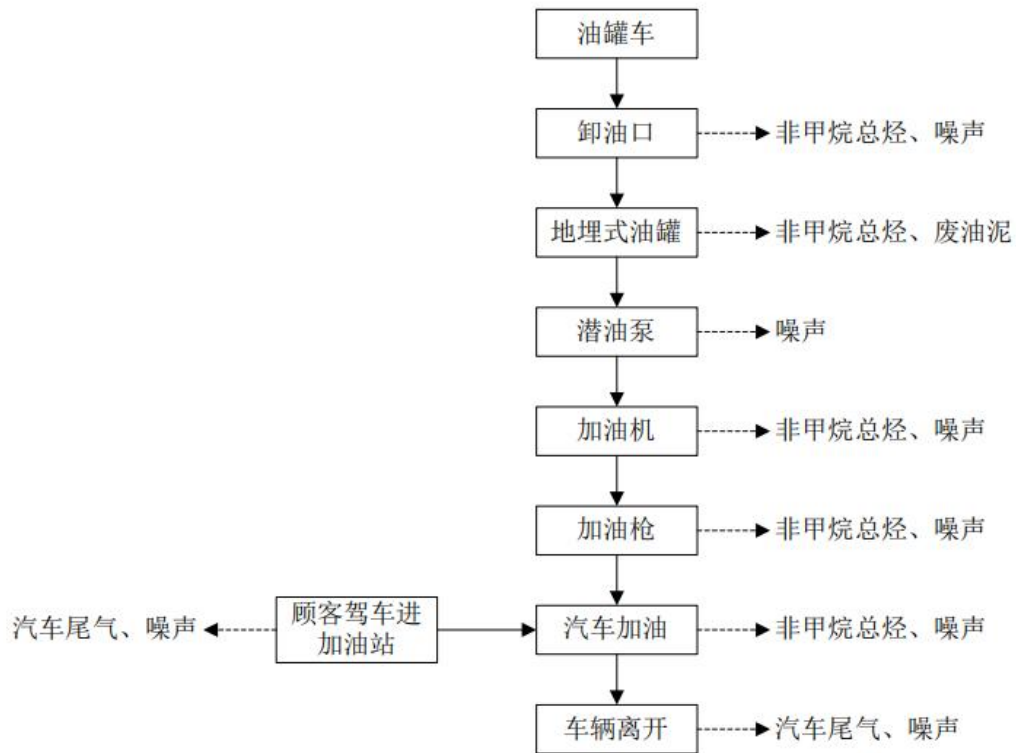 油罐车
卸油口
非甲烷总烃、噪声
地埋式油罐
非甲烷总烃、废油泥
潜油泵
噪声
加油机
非甲烷总烃、噪声
加油枪
非甲烷总烃、噪声
汽车尾气、噪声
顾客驾车进
加油站
汽车加油
非甲烷总烃、噪声
车辆离开
汽车尾气、噪声